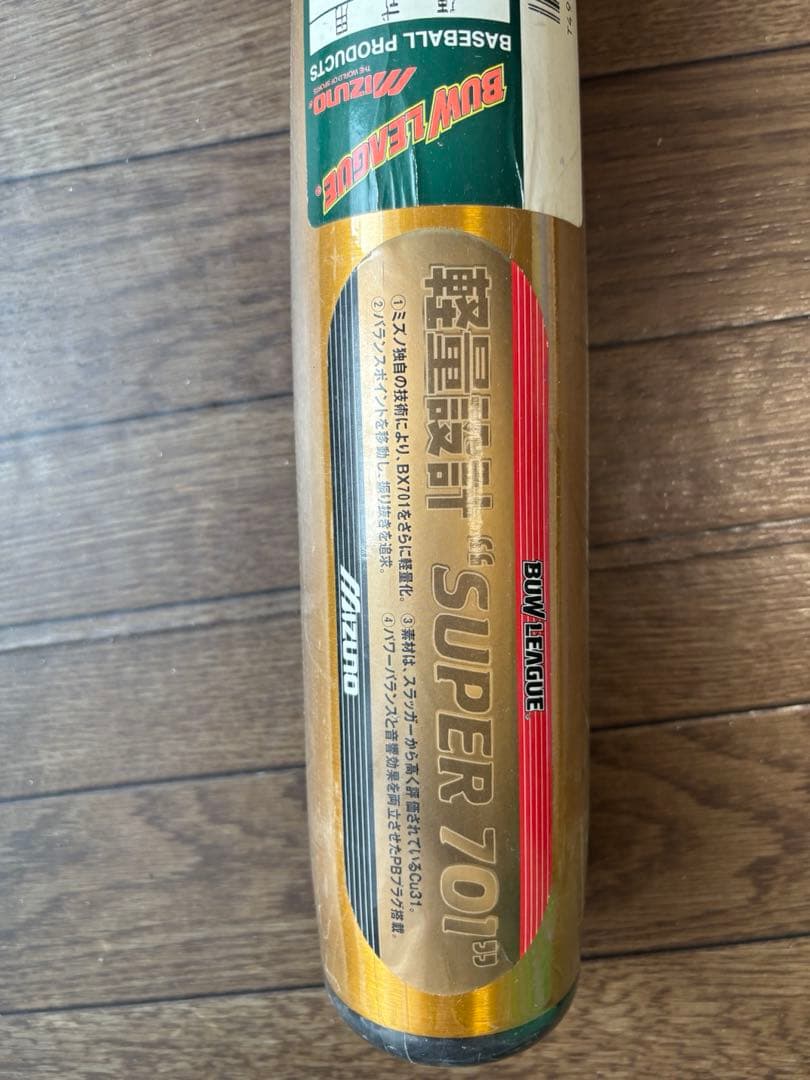 BASEBALL PRODUCTS
MIZUNO
THE WORLD OF SPORTS
BUW LEAGUE®
BUW LEAGUE
軽量設計 “SUPER 701”
①ミズノ独自の技術により、BX701をさらに軽量化。
②バランスポイントを移動し、振り抜きを追求。
③素材は、スラッガーから高く評価されているCu31。
④パワーバランスと音響効果を両立させたPBプラグ搭載。
MIZUNO